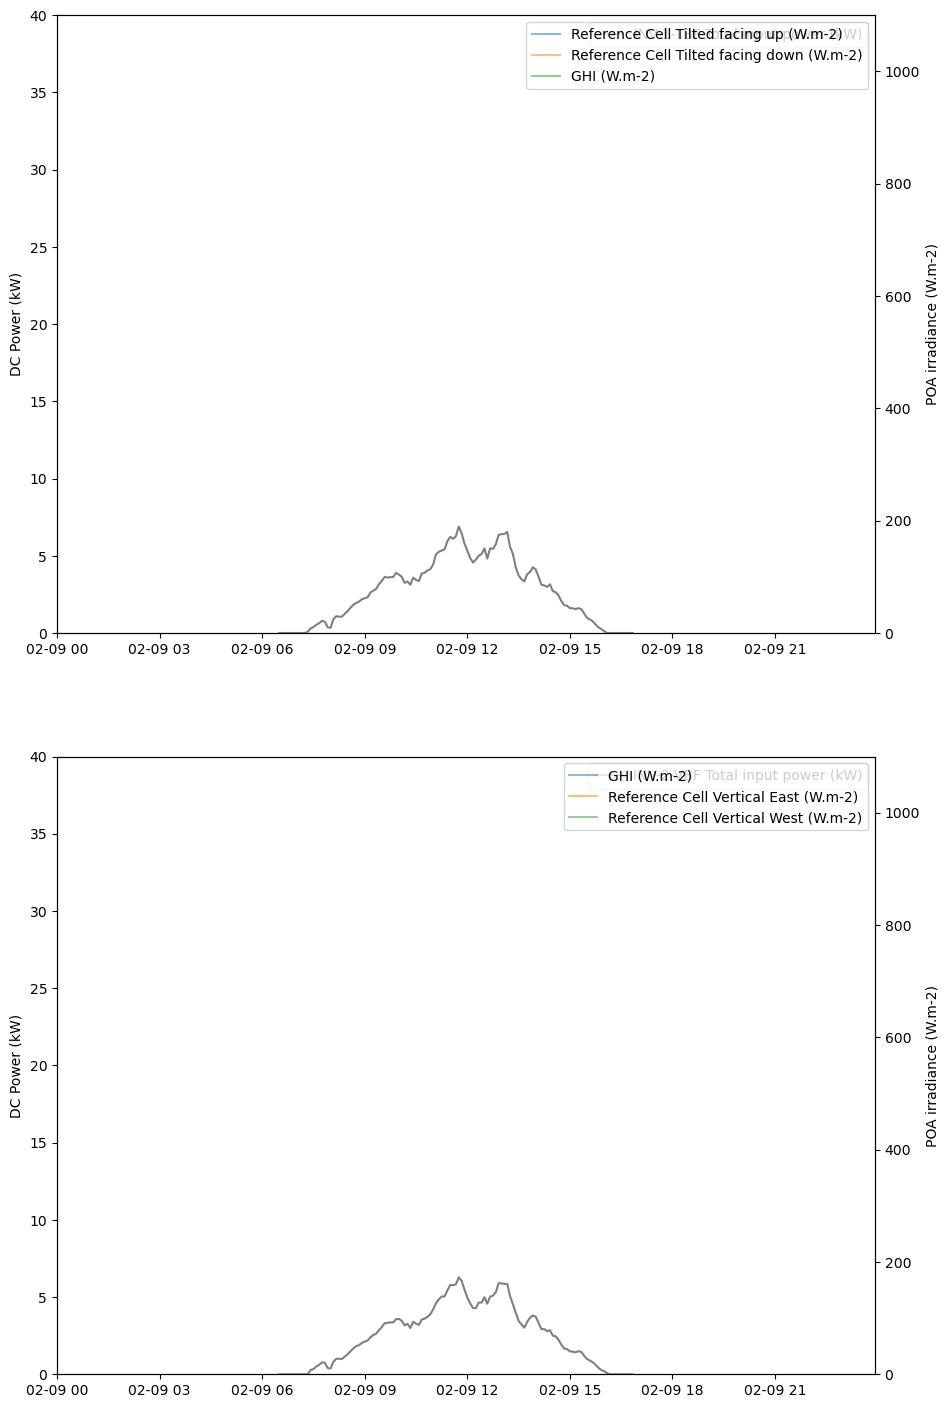 40
35
30
25
20
15
10
5
0
DC Power (kW)
Reference Cell Tilted facing up (W.m-2)
Reference Cell Tilted facing down (W.m-2)
GHI (W.m-2)
1000
800
600
400
200
0
POA irradiance (W.m-2)
02-09 00 02-09 03 02-09 06 02-09 09 02-09 12 02-09 15 02-09 18 02-09 21
40
35
30
25
20
15
10
5
0
DC Power (kW)
GHI (W.m-2) Total input power (kW)
Reference Cell Vertical East (W.m-2)
Reference Cell Vertical West (W.m-2)
1000
800
600
400
200
0
POA irradiance (W.m-2)
02-09 00 02-09 03 02-09 06 02-09 09 02-09 12 02-09 15 02-09 18 02-09 21